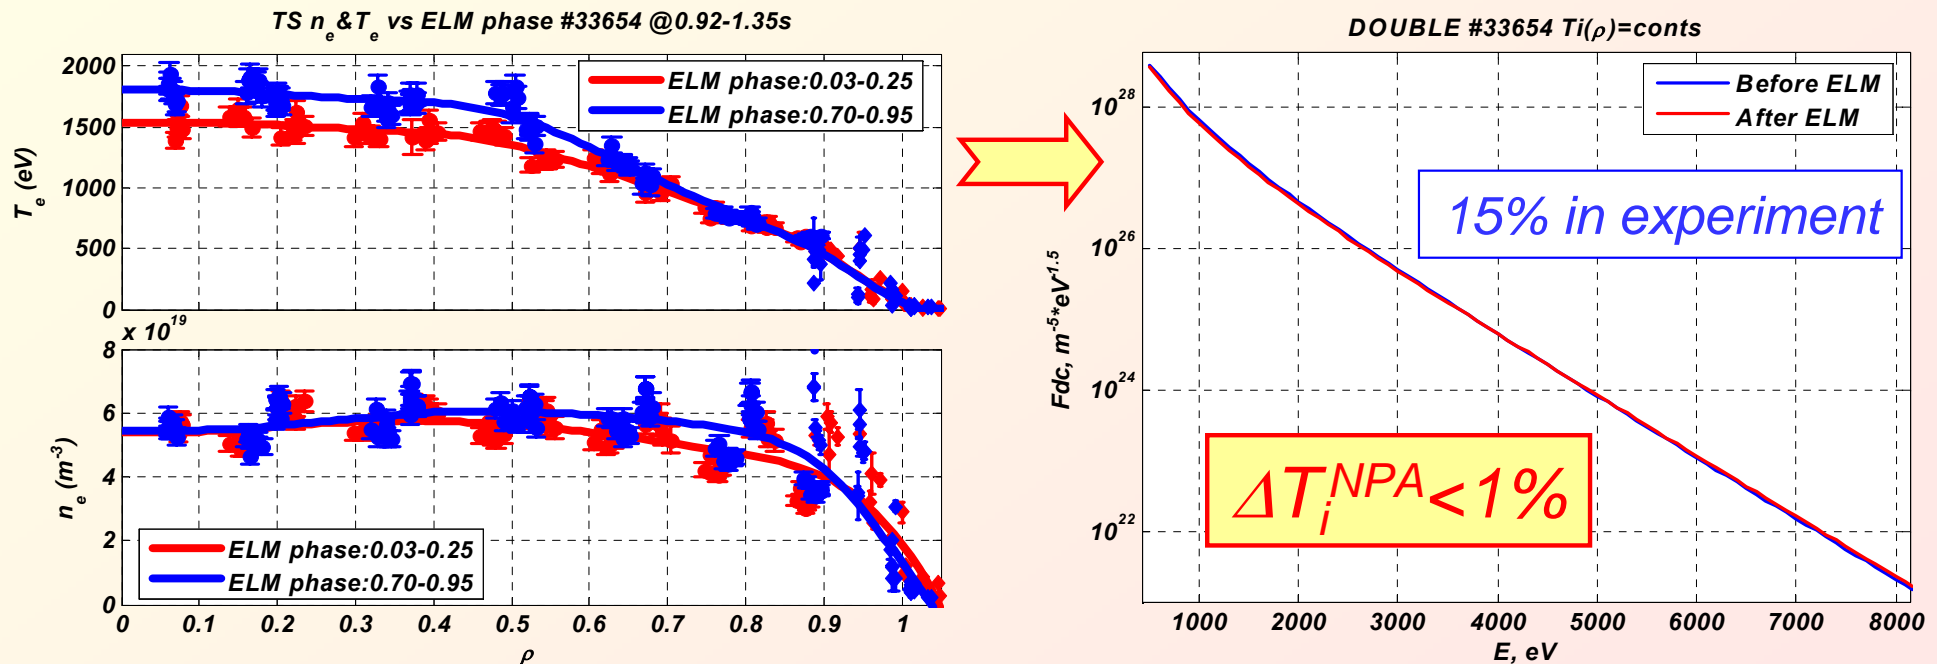 TS n_e&T_e vs ELM phase #33654 @0.92-1.35s
T_e (eV)
2000
1500
1000
500
0
ELM phase:0.03-0.25
ELM phase:0.70-0.95
x 10^19
n_e (m^-3)
8
6
4
2
0
ELM phase:0.03-0.25
ELM phase:0.70-0.95
0 0.1 0.2 0.3 0.4 0.5 0.6 0.7 0.8 0.9 1
ρ
DOUBLE #33654 Ti(ρ)=conts
Fdc, m^-5*eV^-1.5
10^28
10^26
10^24
10^22
Before ELM
After ELM
15% in experiment
ΔT_i^NPA<1%
1000 2000 3000 4000 5000 6000 7000 8000
E, eV